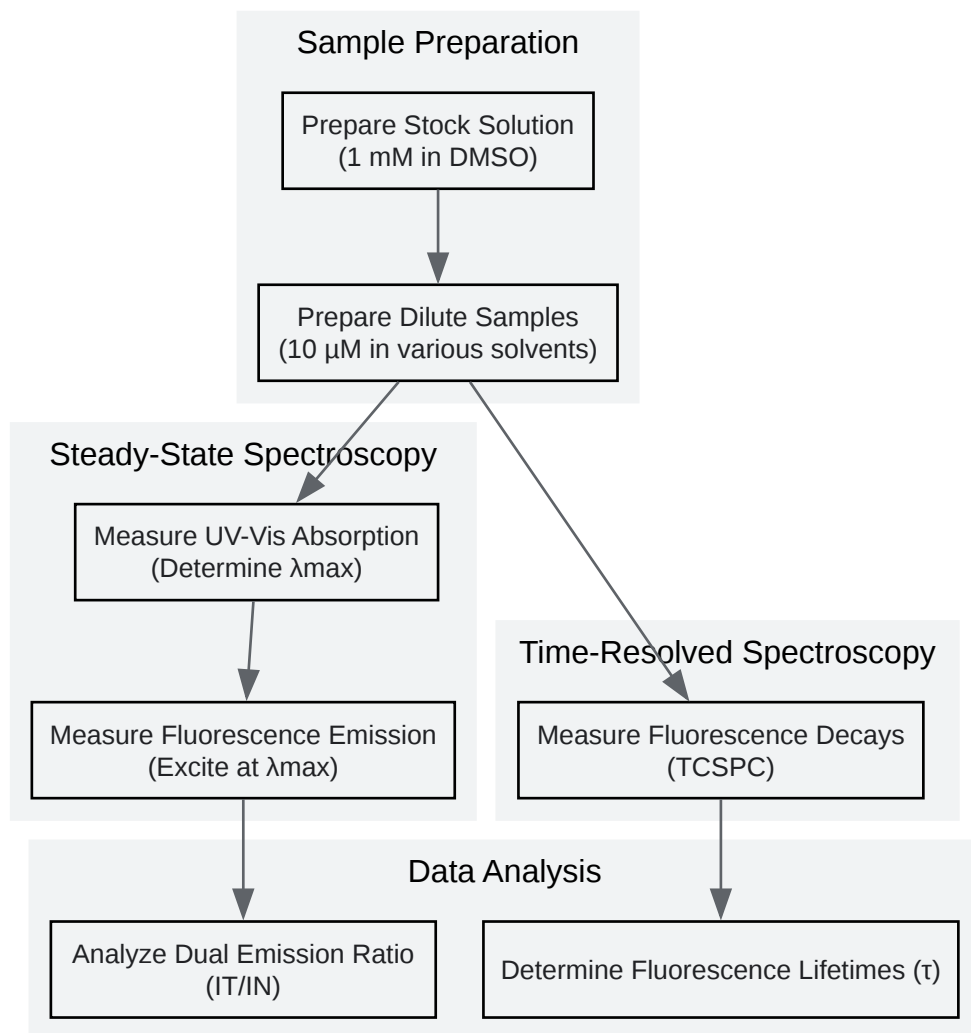 Sample Preparation
Prepare Stock Solution
(1 mM in DMSO)
Prepare Dilute Samples
(10 µM in various solvents)
Steady-State Spectroscopy
Measure UV-Vis Absorption
(Determine λmax)
Measure Fluorescence Emission
(Excite at λmax)
Time-Resolved Spectroscopy
Measure Fluorescence Decays
(TCSPC)
Data Analysis
Analyze Dual Emission Ratio
(IT/IN)
Determine Fluorescence Lifetimes (τ)